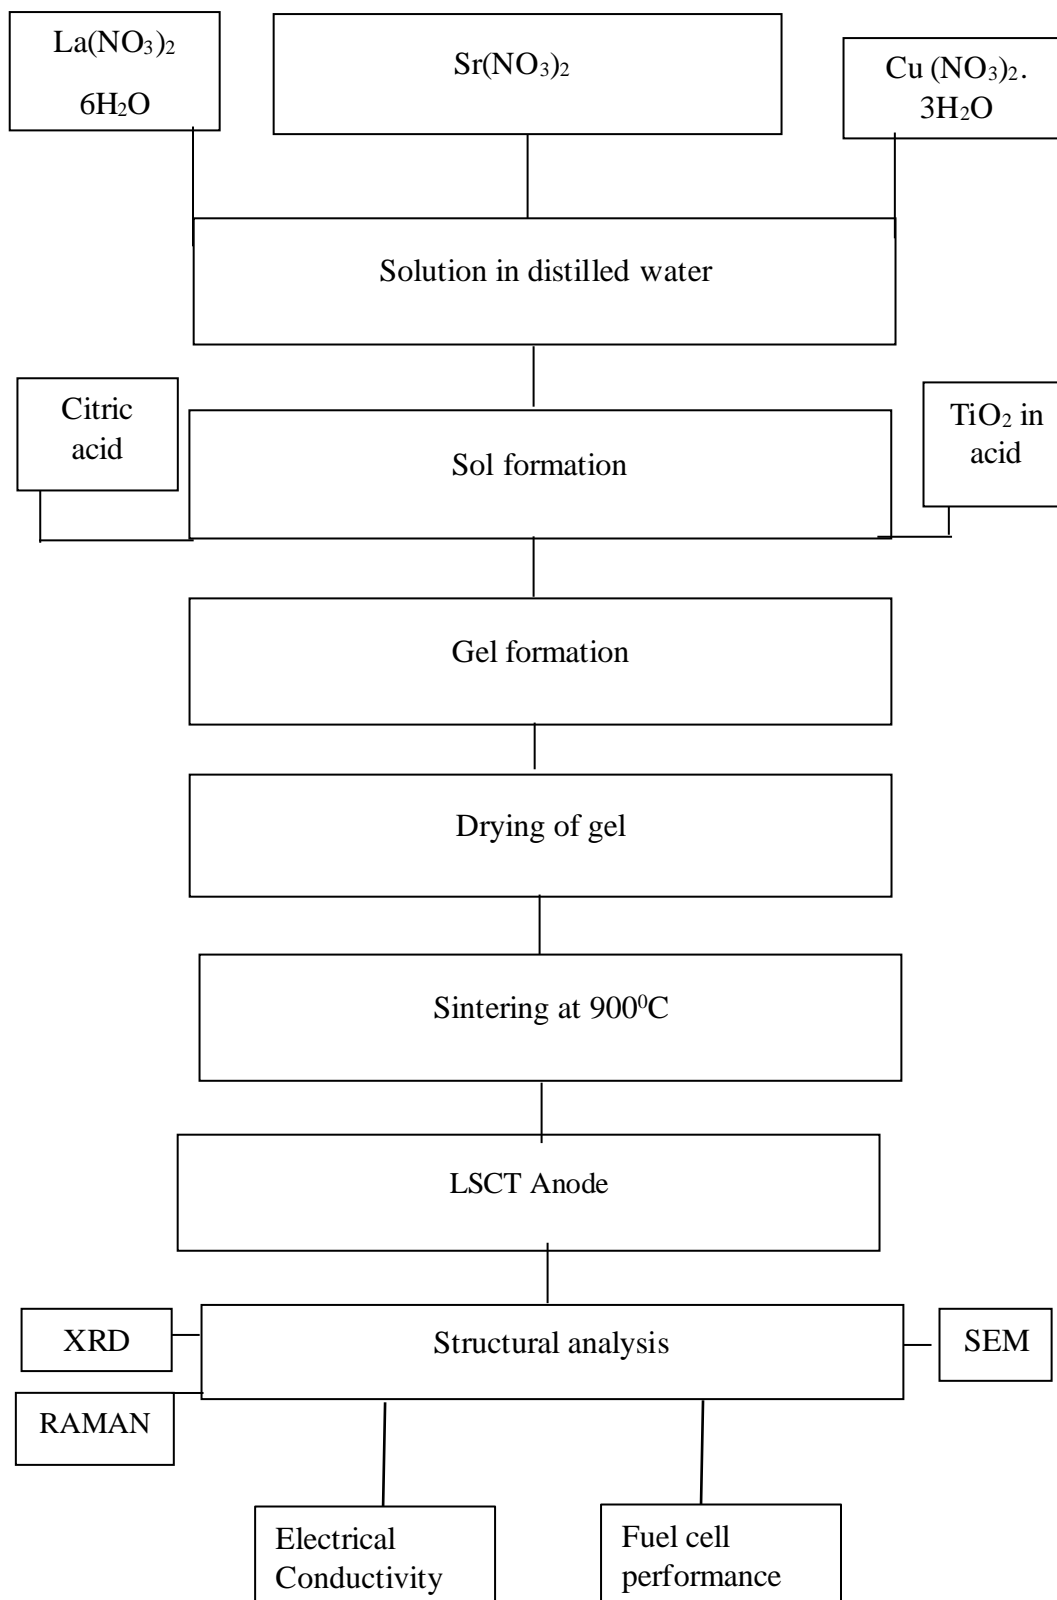 La(NO₃)₂
6H₂O
Sr(NO₃)₂
Cu (NO₃)₂.
3H₂O
Solution in distilled water
Citric
acid
Sol formation
TiO₂ in
acid
Gel formation
Drying of gel
Sintering at 900⁰C
LSCT Anode
XRD
Structural analysis
SEM
RAMAN
Electrical
Conductivity
Fuel cell
performance